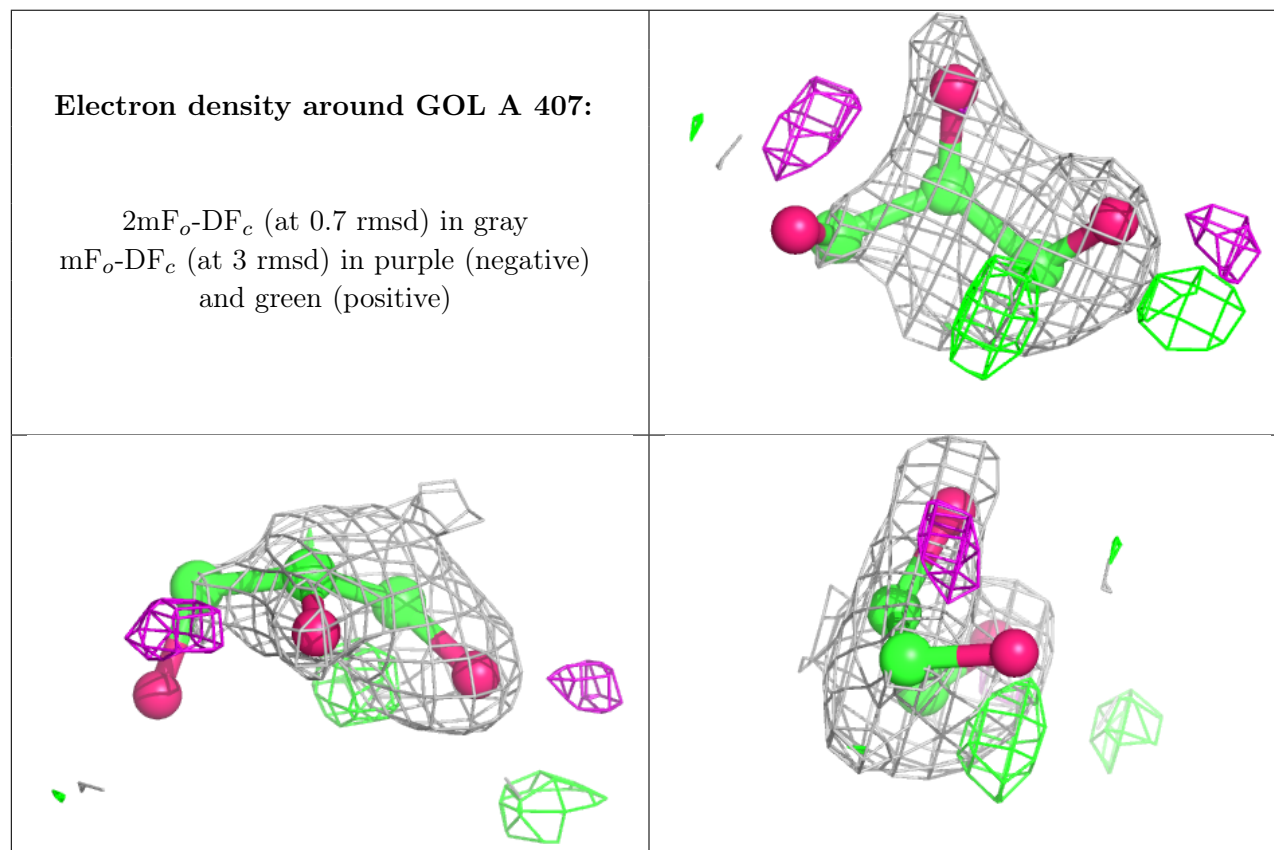 Electron density around GOL A 407:
2mFo-DFc (at 0.7 rmsd) in gray
mFo-DFc (at 3 rmsd) in purple (negative)
and green (positive)